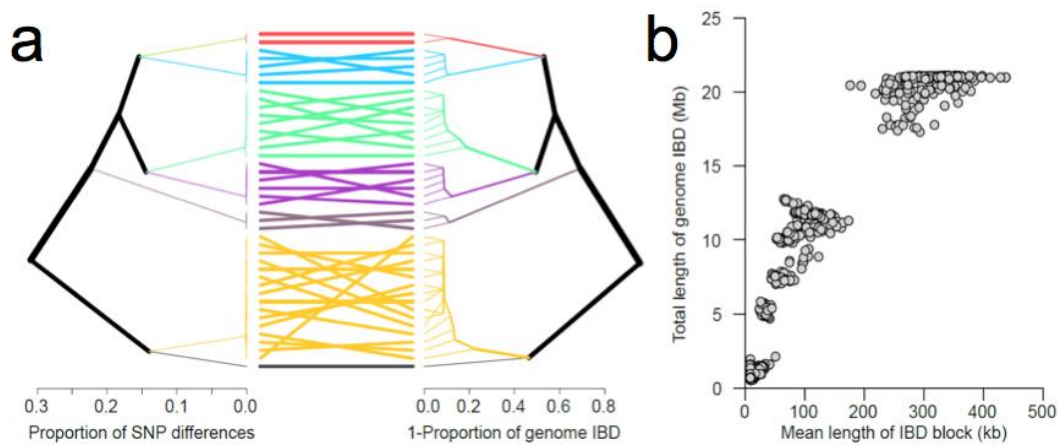 a
0.3 0.2 0.1 0.0
Proportion of SNP differences
0.0 0.2 0.4 0.6 0.8
1-Proportion of genome IBD
b
Total length of genome IBD (Mb)
25
20
15
10
5
0
0 100 200 300 400 500
Mean length of IBD block (kb)